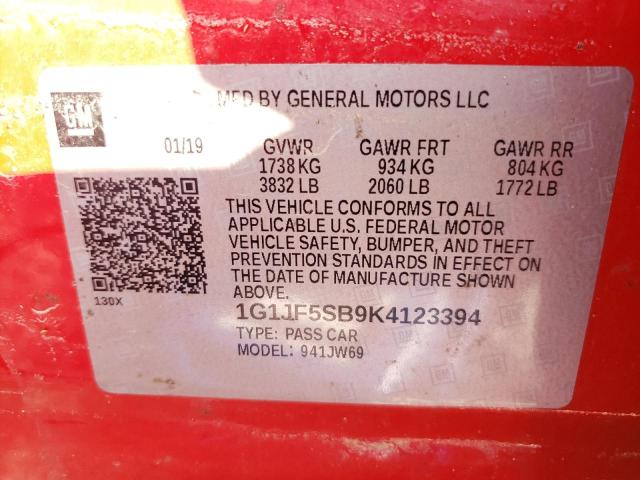 GM
MFD BY GENERAL MOTORS LLC
01/19 GVWR GAWR FRT GAWR RR
1738 KG 934 KG 804 KG
3832 LB 2060 LB 1772 LB
THIS VEHICLE CONFORMS TO ALL
APPLICABLE U.S. FEDERAL MOTOR
VEHICLE SAFETY, BUMPER, AND THEFT
PREVENTION STANDARDS IN EFFECT ON
THE DATE OF MANUFACTURE SHOWN
ABOVE.
130X
1G1JF5SB9K4123394
TYPE: PASS CAR
MODEL: 941JW69